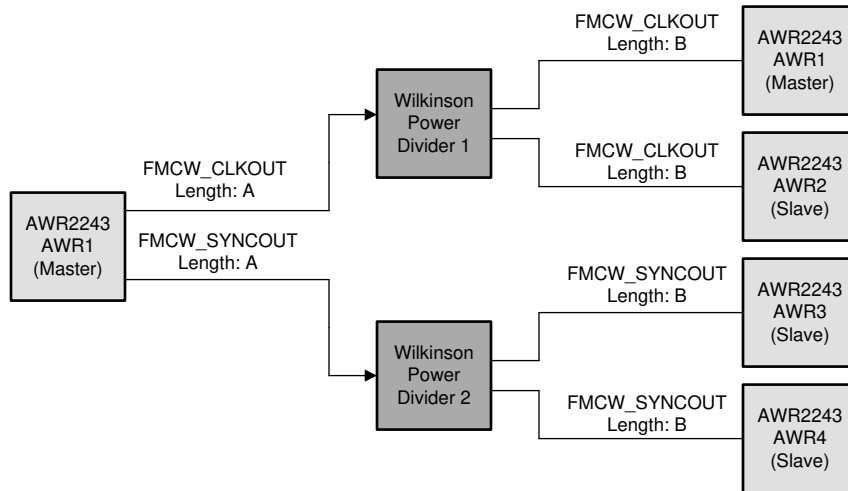 AWR2243
AWR1
(Master)
FMCW_CLKOUT
Length: A
FMCW_SYNCOUT
Length: A
Wilkinson
Power
Divider 1
Wilkinson
Power
Divider 2
FMCW_CLKOUT
Length: B
FMCW_CLKOUT
Length: B
FMCW_SYNCOUT
Length: B
FMCW_SYNCOUT
Length: B
AWR2243
AWR1
(Master)
AWR2243
AWR2
(Slave)
AWR2243
AWR3
(Slave)
AWR2243
AWR4
(Slave)